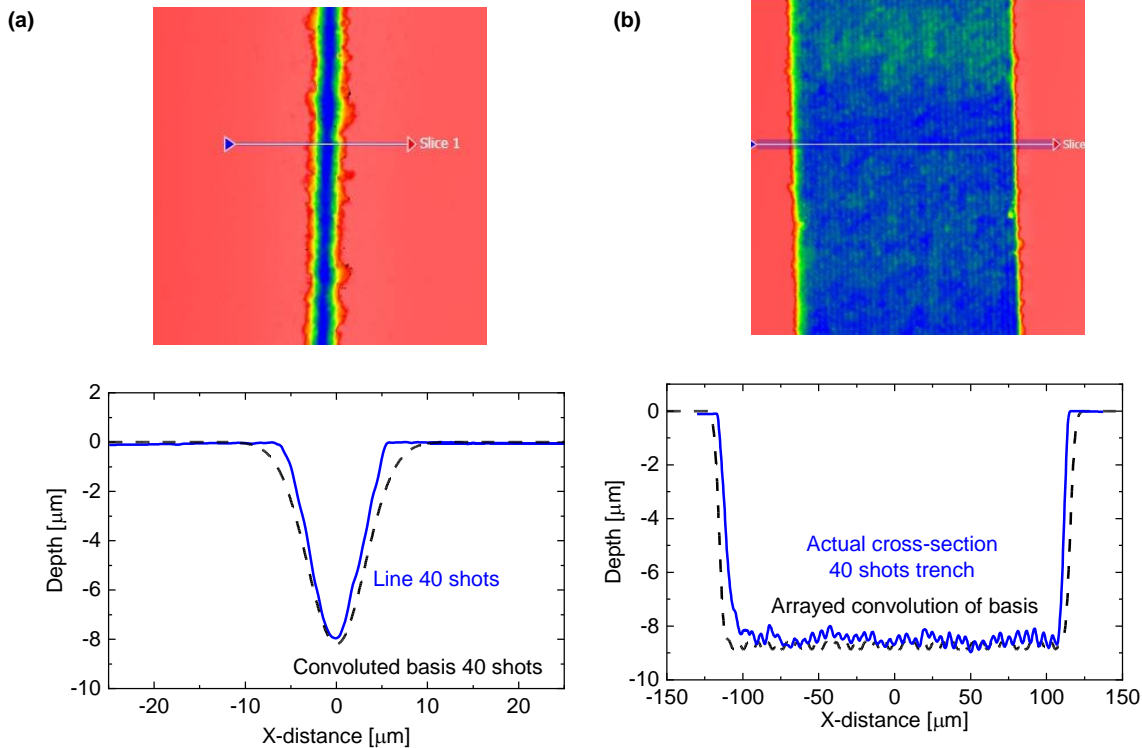 (a)
Slice 1
2
0
-2
-4
-6
-8
-10
Depth [μm]
Line 40 shots
Convoluted basis 40 shots
-20
-10
0
10
20
X-distance [μm]
(b)
Slice
0
-2
-4
-6
-8
-10
Depth [μm]
Actual cross-section
40 shots trench
Arrayed convolution of basis
-150
-100
-50
0
50
100
150
X-distance [μm]